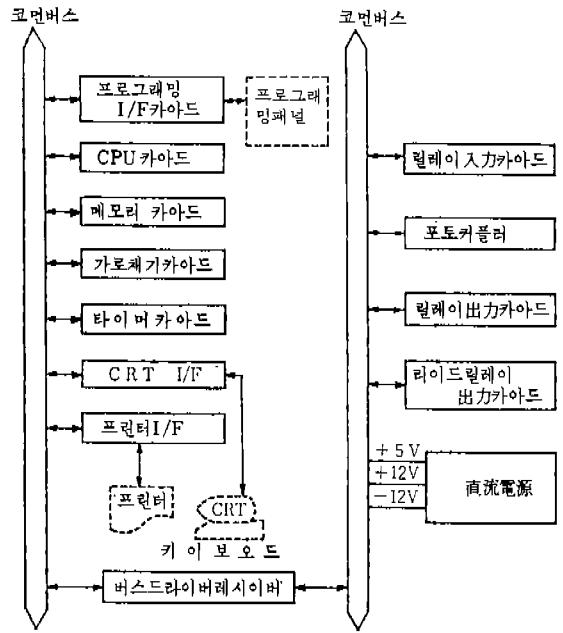 코먼버스
프로그래밍
I/F카아드
프로그래
밍패널
CPU 카아드
메모리 카아드
가로채기카아드
타이머카아드
CRT I/F
프린터I/F
프린터
CRT
키이보오드
버스드라이버레시이버
코먼버스
릴레이入力카아드
포토커플러
릴레이出力카아드
라이드릴레이
出力카아드
+5V
+12V
-12V
直流電源